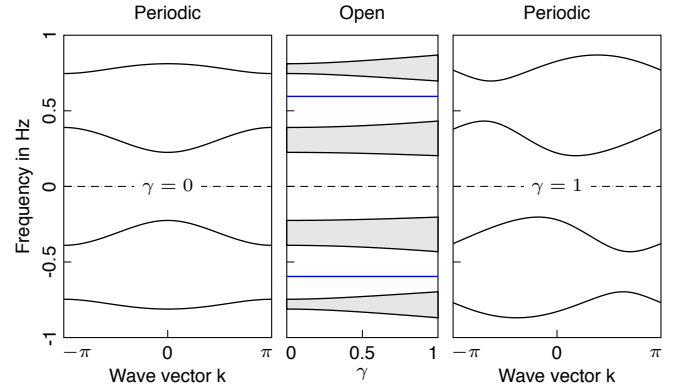 Periodic Open Periodic
Frequency in Hz
1
0.5
0
-0.5
-1
γ = 0
γ = 1
−π 0 π
0 0.5 1
−π 0 π
Wave vector k
γ
Wave vector k